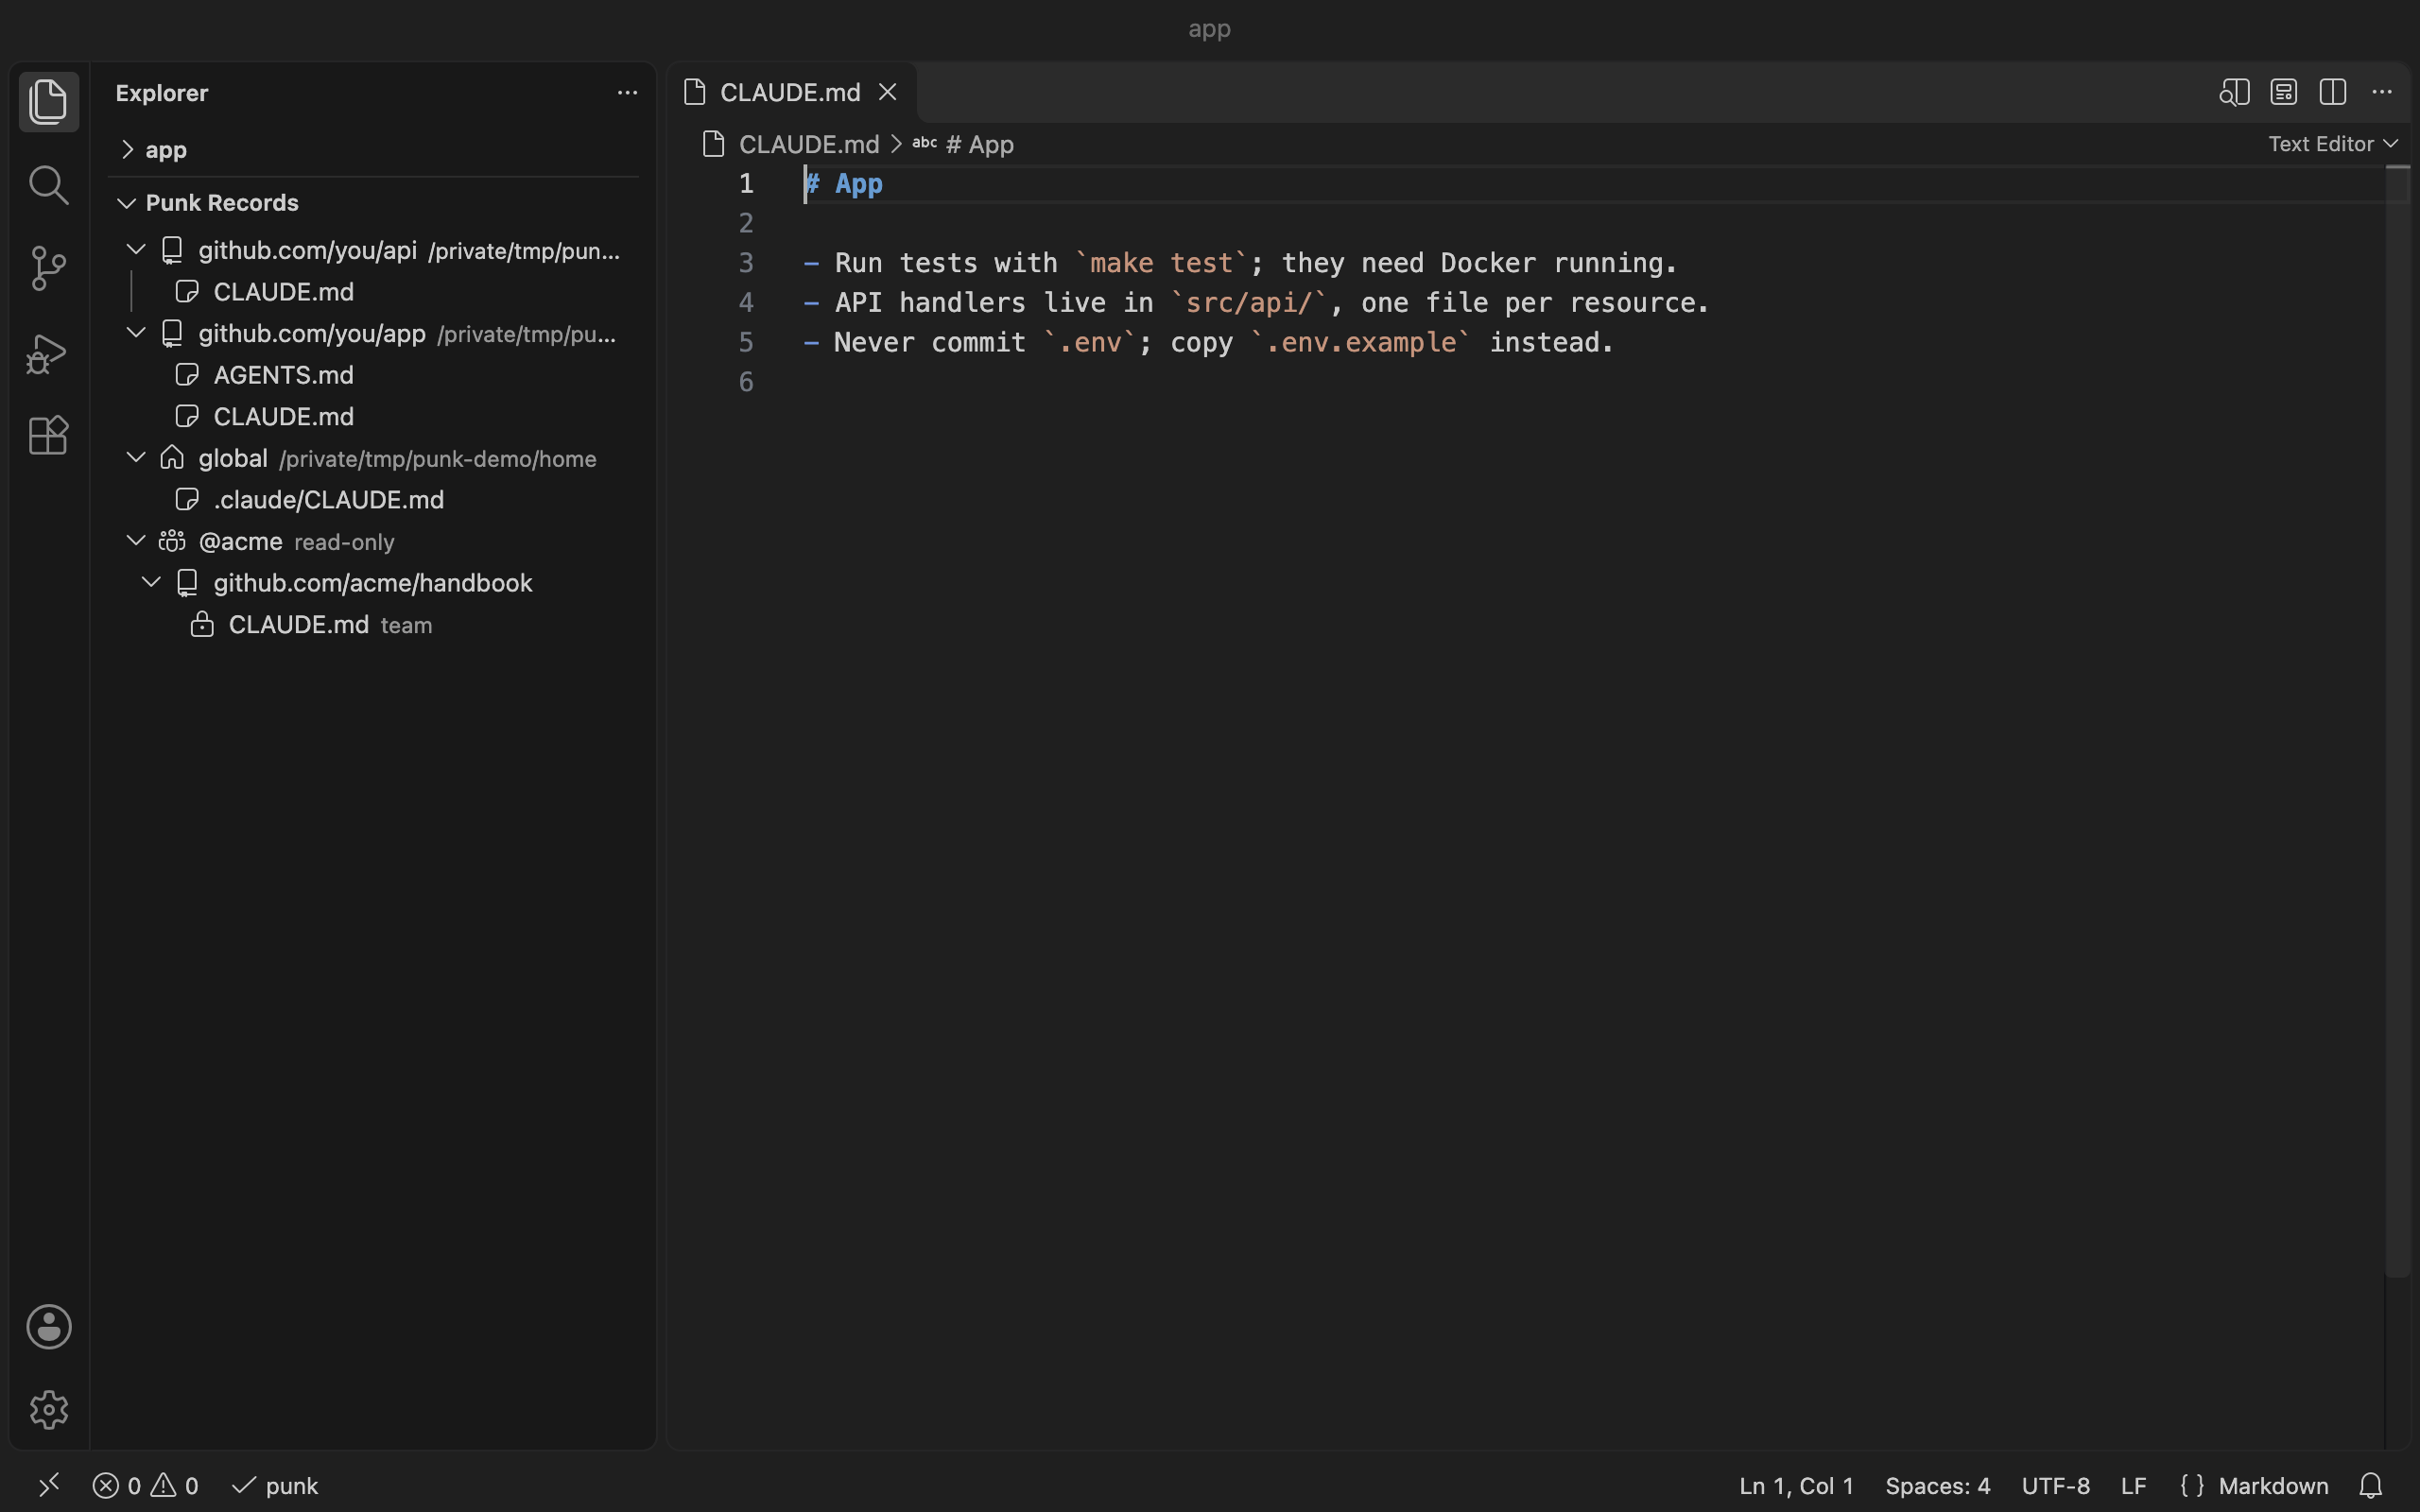 app
Explorer
app
Punk Records
github.com/you/api /private/tmp/pun...
CLAUDE.md
github.com/you/app /private/tmp/pu...
AGENTS.md
CLAUDE.md
global /private/tmp/punk-demo/home
.claude/CLAUDE.md
@acme read-only
github.com/acme/handbook
CLAUDE.md team
CLAUDE.md
CLAUDE.md > abc # App
Text Editor
1 # App
2
3 - Run tests with `make test`; they need Docker running.
4 - API handlers live in `src/api/`, one file per resource.
5 - Never commit `.env`; copy `.env.example` instead.
6
0 0 punk
Ln 1, Col 1 Spaces: 4 UTF-8 LF { } Markdown